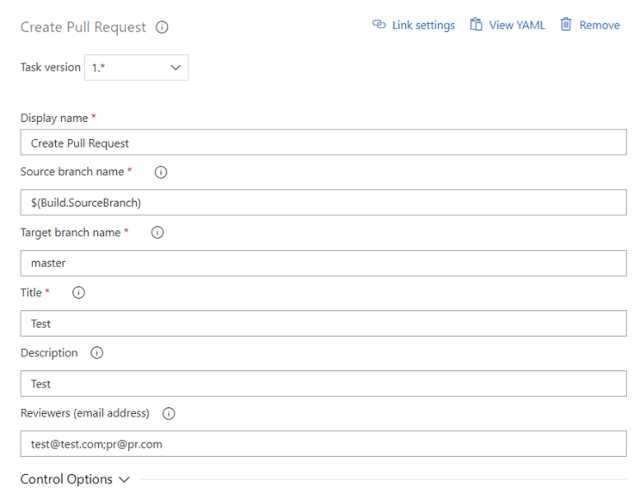 Create Pull Request
Link settings View YAML Remove
Task version 1.*
Display name *
Create Pull Request
Source branch name *
$(Build.SourceBranch)
Target branch name *
master
Title *
Test
Description
Test
Reviewers (email address)
test@test.com;pr@pr.com
Control Options